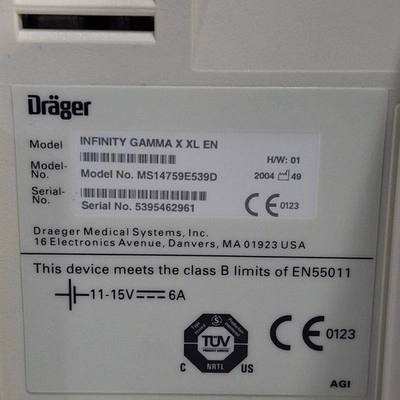 Dräger
Model INFINITY GAMMA X XL EN
H/W: 01
Model-No. Model No. MS14759E539D
2004 49
Serial-No. Serial No. 5395462961
CE 0123
Draeger Medical Systems, Inc.
16 Electronics Avenue, Danvers, MA 01923 USA
This device meets the class B limits of EN55011
11-15V 6A
TÜV
PRODUCT SERVICE
NRTL
C US
CE 0123
AGI